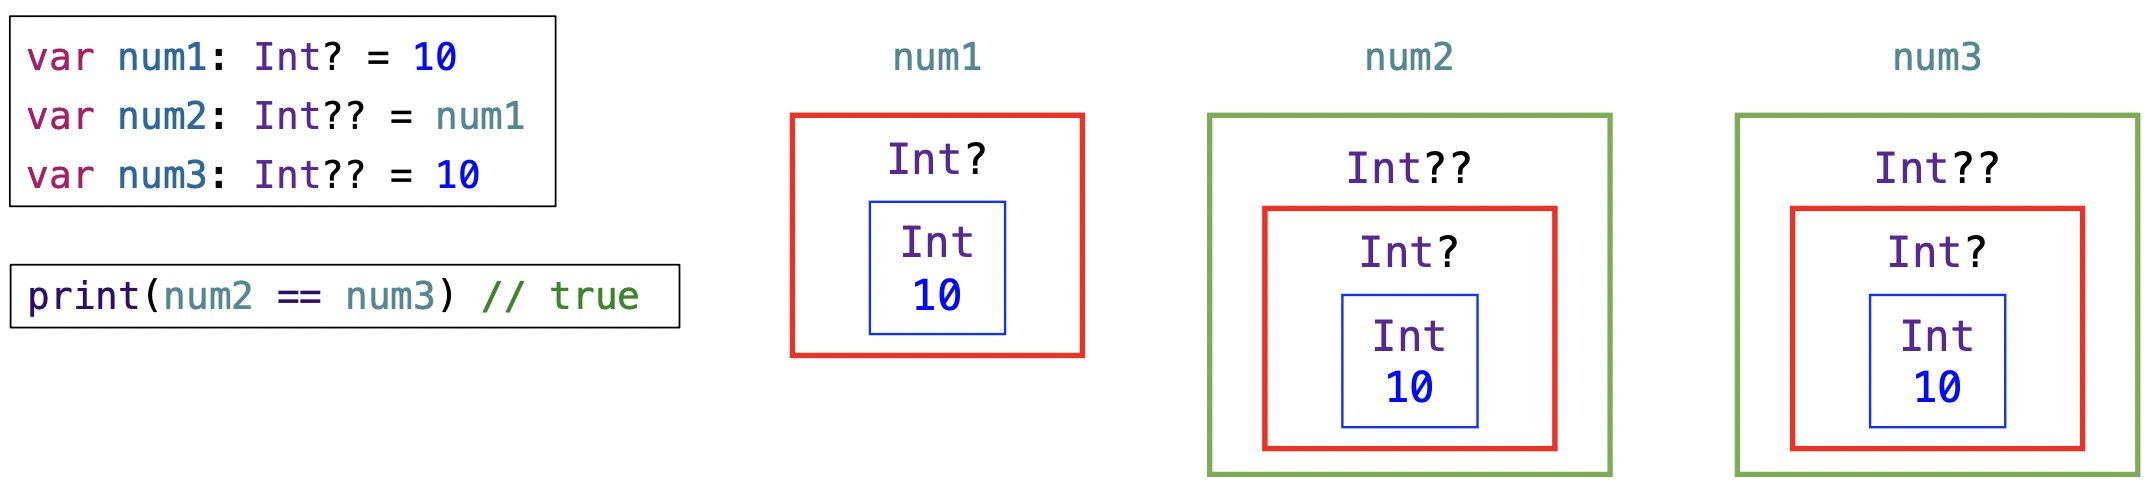 var num1: Int? = 10
var num2: Int?? = num1
var num3: Int?? = 10
print(num2 == num3) // true
num1
Int?
Int
10
num2
Int??
Int?
Int
10
num3
Int??
Int?
Int
10